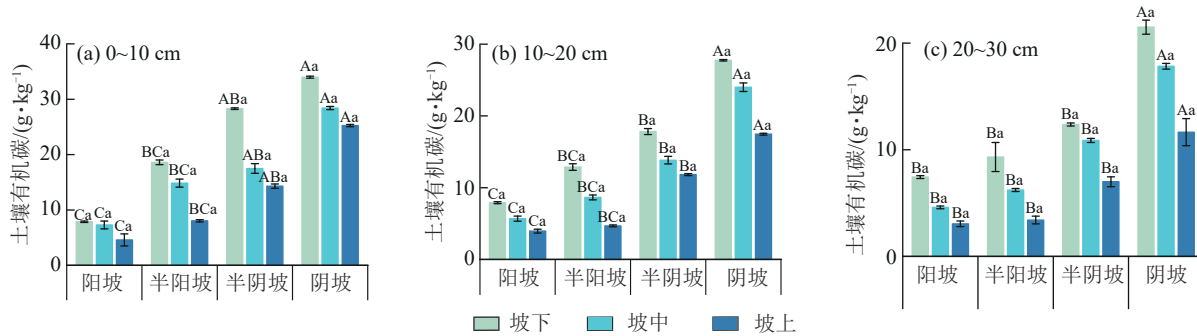 (a) 0~10 cm
土壤有机碳/(g•kg⁻¹)
40
30
20
10
0
Ca Ca Ca
BCa BCa BCa
ABa ABa ABa
Aa Aa Aa
阳坡 半阳坡 半阴坡 阴坡
(b) 10~20 cm
土壤有机碳/(g•kg⁻¹)
30
20
10
0
Ca Ca Ca
BCa BCa BCa
Ba Ba Ba
Aa Aa Aa
阳坡 半阳坡 半阴坡 阴坡
(c) 20~30 cm
土壤有机碳/(g•kg⁻¹)
20
10
0
Ba Ba Ba
Ba Ba Ba
Ba Ba Ba
Aa Aa Aa
阳坡 半阳坡 半阴坡 阴坡
坡下 坡中 坡上